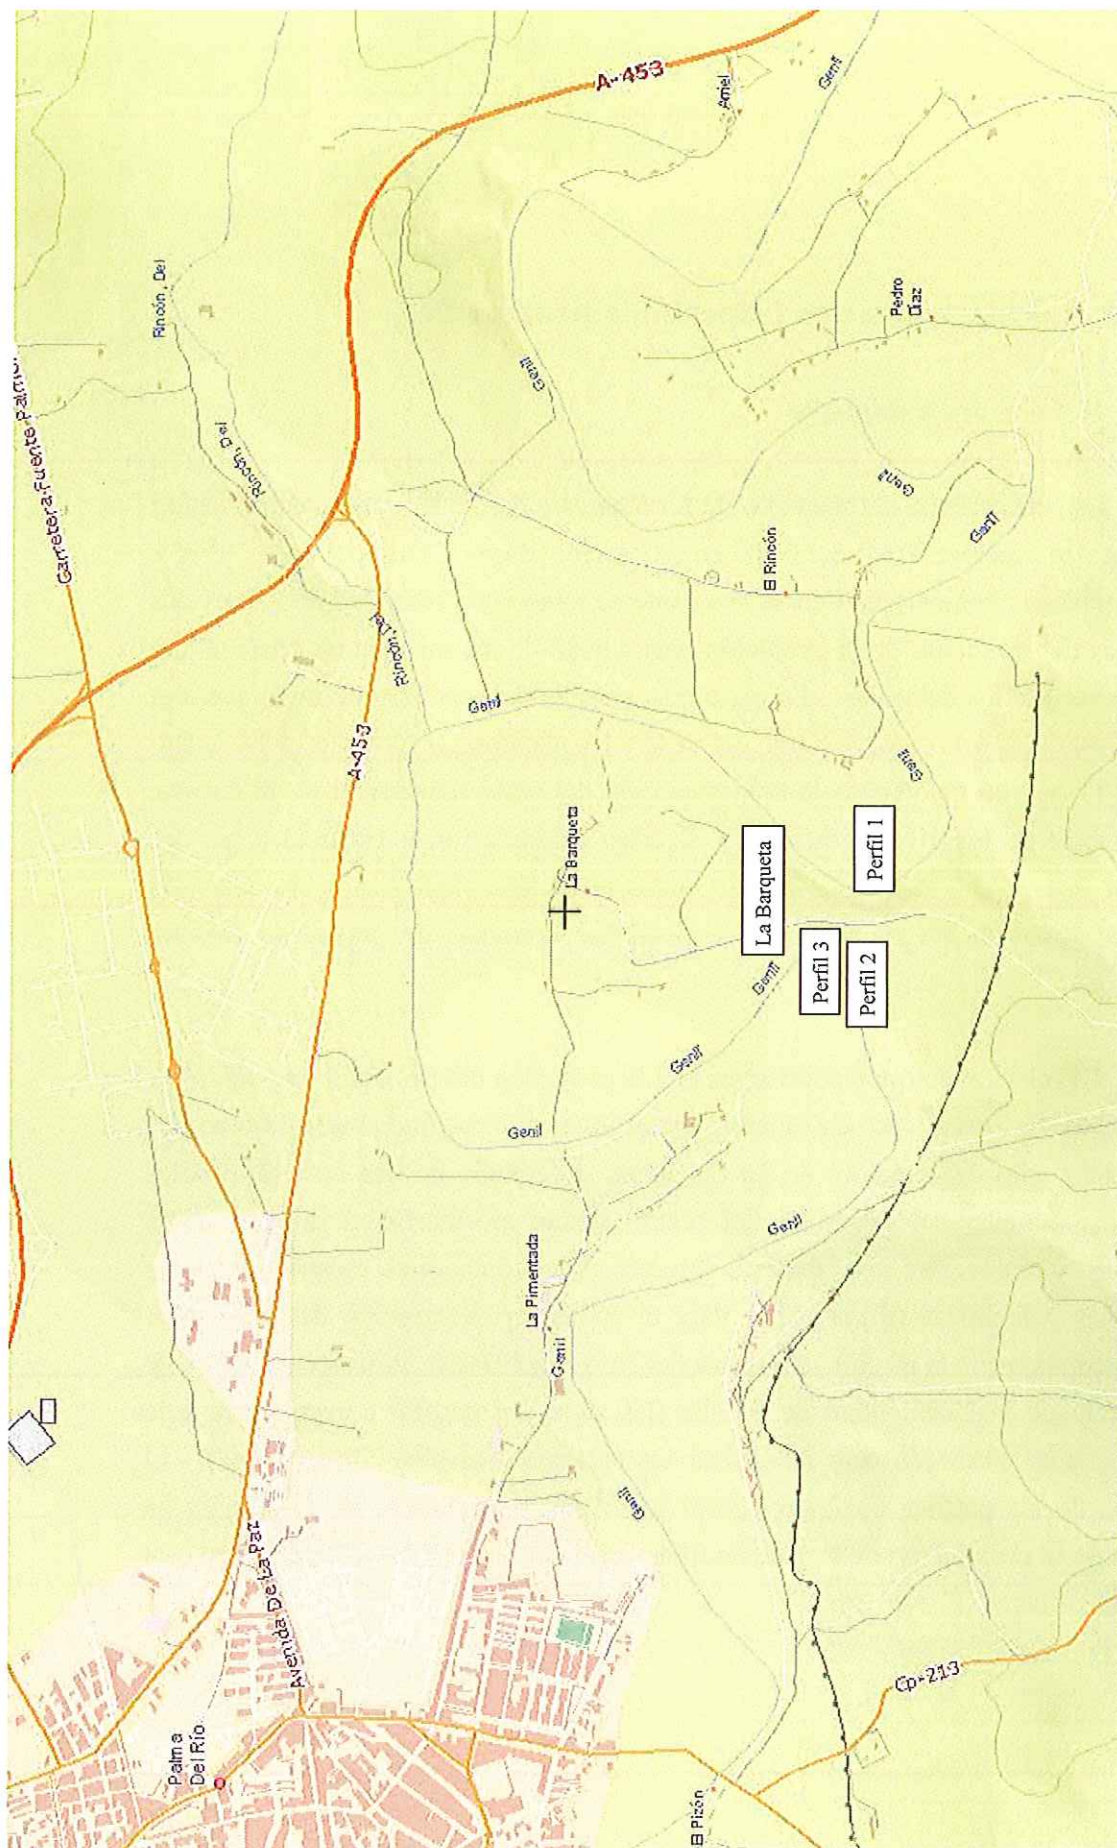 Carretera Fuente Palmer
A-453
Rincón, Del
Rincón, Del
Rincón, Del
A-453
Amel
Genil
Genil
Pedro
Díaz
Genil
Genil
El Rincón
Genil
Genil
La Barqueta
La Barqueta
Perfil 1
Perfil 3
Perfil 2
Genil
Genil
Genil
Genil
La Pimentada
Genil
Genil
Avenida De La Paz
Palma
Del Río
Cp-213
El Pizón